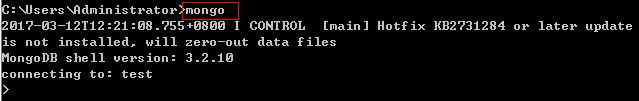 C:\Users\Administrator>mongo
2017-03-12T12:21:08.755+0800 I CONTROL  [main] Hotfix KB2731284 or later update
is not installed, will zero-out data files
MongoDB shell version: 3.2.10
connecting to: test
>